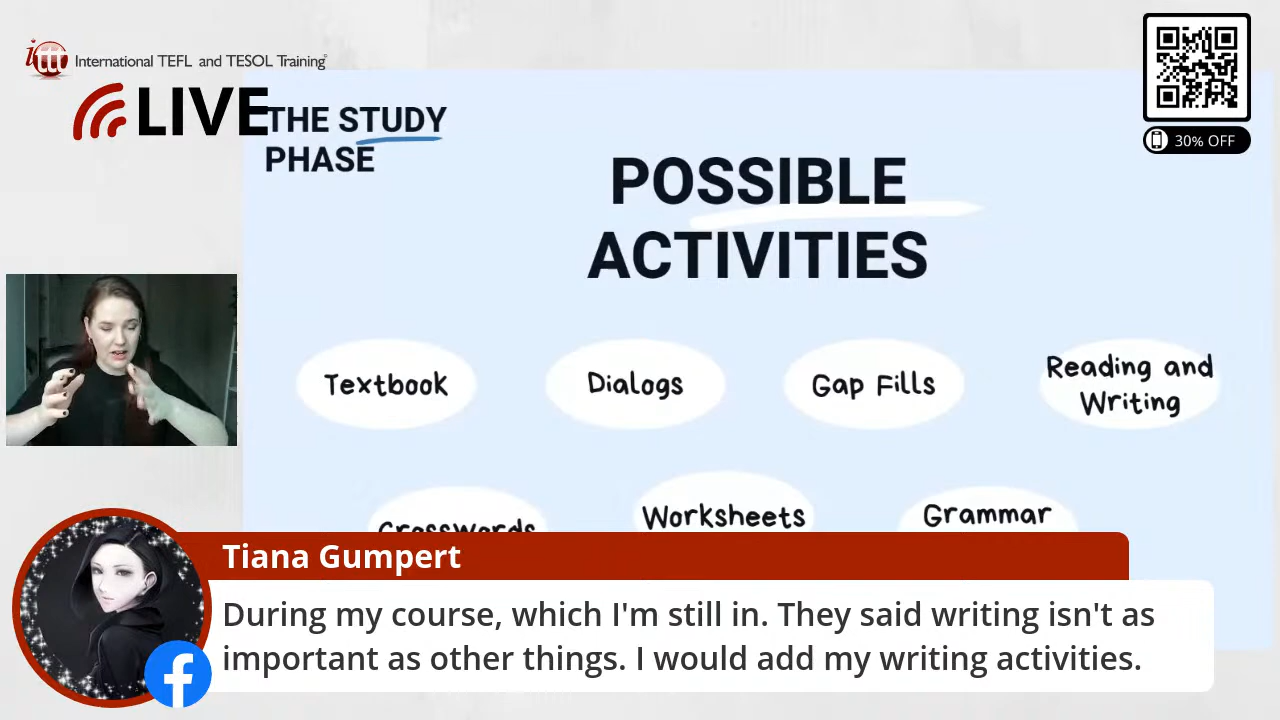 ittt International TEFL and TESOL Training
LIVE
THE STUDY
PHASE
30% OFF
POSSIBLE
ACTIVITIES
Textbook
Dialogs
Gap Fills
Reading and
Writing
Crosswords
Worksheets
Grammar
Tiana Gumpert
During my course, which I'm still in. They said writing isn't as
important as other things. I would add my writing activities.